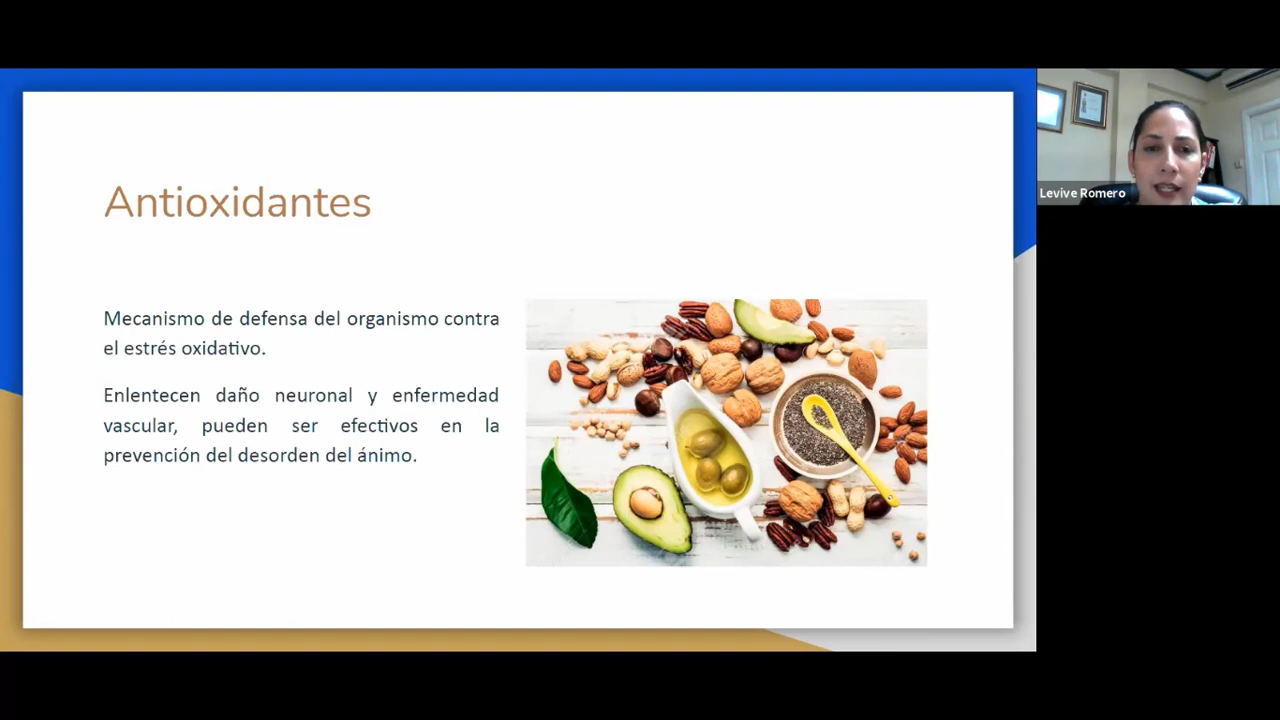 Antioxidantes
Mecanismo de defensa del organismo contra
el estrés oxidativo.
Enlentecen daño neuronal y enfermedad
vascular, pueden ser efectivos en la
prevención del desorden del ánimo.
Levive Romero